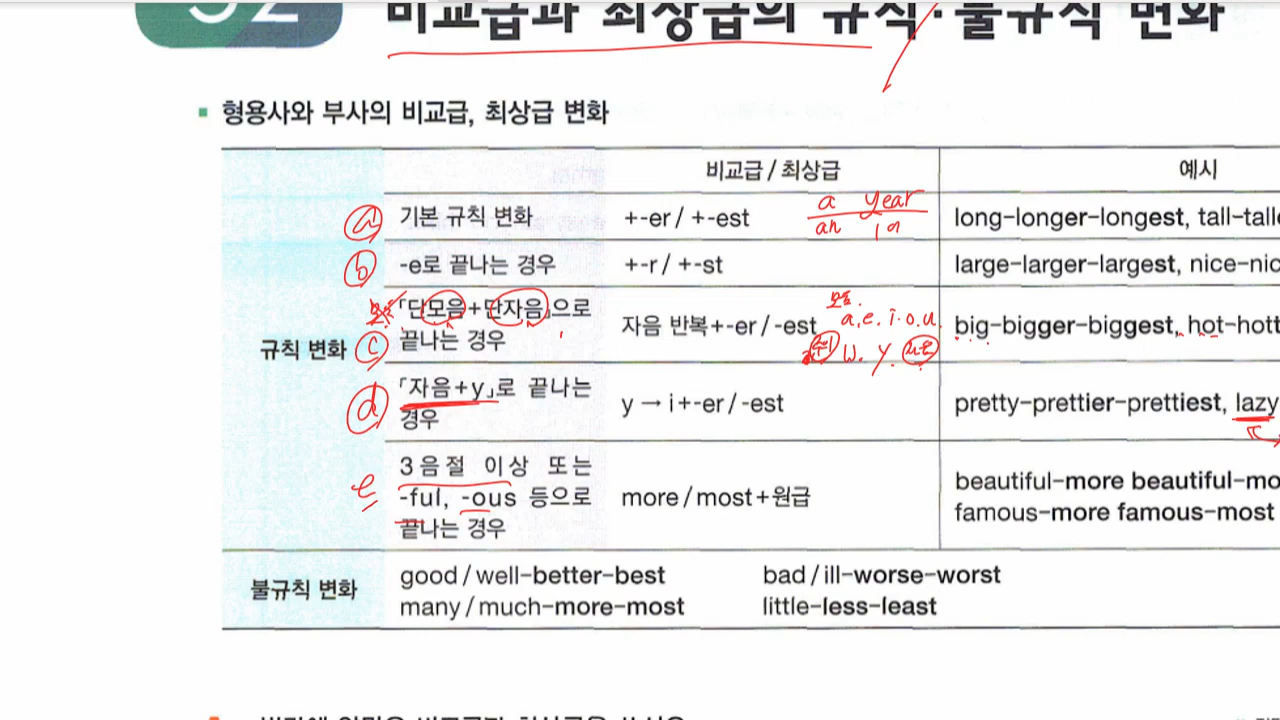 비교급과 최상급의 규칙·불규칙 변화
형용사와 부사의 비교급, 최상급 변화
비교급 / 최상급
예시
규칙 변화
ⓐ 기본 규칙 변화
+-er / +-est
a year
an
long-longer-longest, tall-tall
ⓑ -e로 끝나는 경우
+-r / +-st
large-larger-largest, nice-nic
ⓒ 「단모음+단자음」으로
끝나는 경우
자음 반복+-er / -est
모음.
a.e.i.o.u.
w. y.
big-bigger-biggest, hot-hott
ⓓ 「자음+y」로 끝나는
경우
y → i+-er / -est
pretty-prettier-prettiest, lazy
e 3음절 이상 또는
-ful, -ous 등으로
끝나는 경우
more / most+원급
beautiful-more beautiful-mo
famous-more famous-most
불규칙 변화
good / well-better-best
bad / ill-worse-worst
many / much-more-most
little-less-least